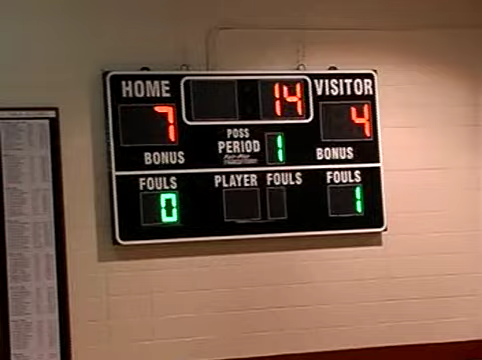 HOME 14 VISITOR
7 4
POSS
PERIOD 1
BONUS BONUS
FOULS PLAYER FOULS FOULS
0 1